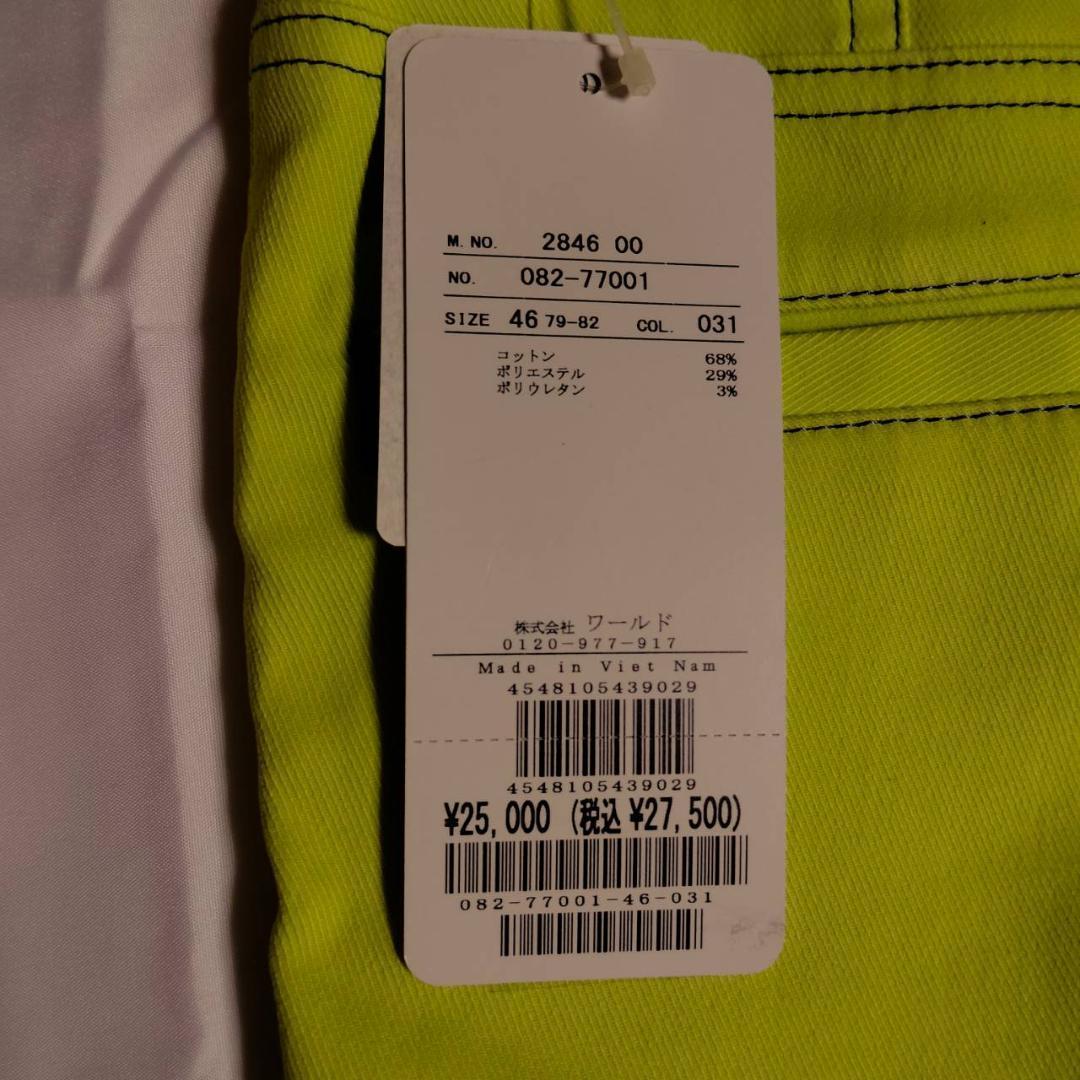 M. NO. 2846 00
NO. 082-77001
SIZE 46 79-82 COL. 031
コットン 68%
ポリエステル 29%
ポリウレタン 3%
株式会社 ワールド
0120-977-917
Made in Viet Nam
4548105439029
4548105439029
¥25,000 (税込 ¥27,500)
082-77001-46-031